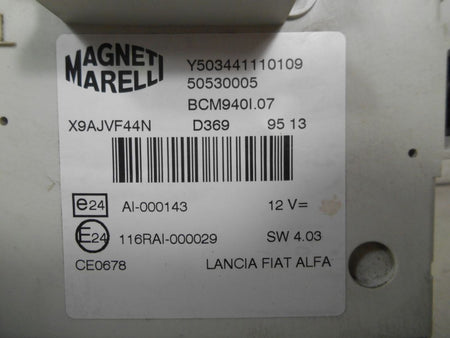 MAGNETI
MARELLI
Y503441110109
50530005
BCM940I.07
X9AJVF44N D369 95 13
e24 AI-000143 12 V=
E24 116RAI-000029 SW 4.03
CE0678 LANCIA FIAT ALFA